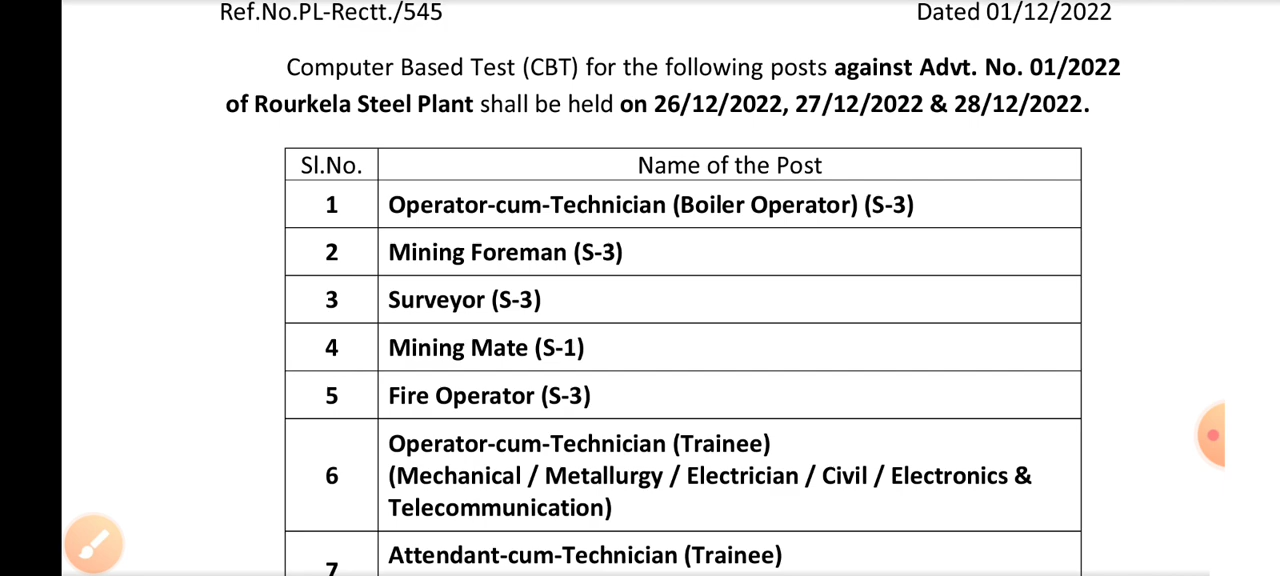 Ref.No.PL-Rectt./545 Dated 01/12/2022
Computer Based Test (CBT) for the following posts against Advt. No. 01/2022
of Rourkela Steel Plant shall be held on 26/12/2022, 27/12/2022 & 28/12/2022.
Sl.No. Name of the Post
1 Operator-cum-Technician (Boiler Operator) (S-3)
2 Mining Foreman (S-3)
3 Surveyor (S-3)
4 Mining Mate (S-1)
5 Fire Operator (S-3)
Operator-cum-Technician (Trainee)
6 (Mechanical / Metallurgy / Electrician / Civil / Electronics &
Telecommunication)
Attendant-cum-Technician (Trainee)
7